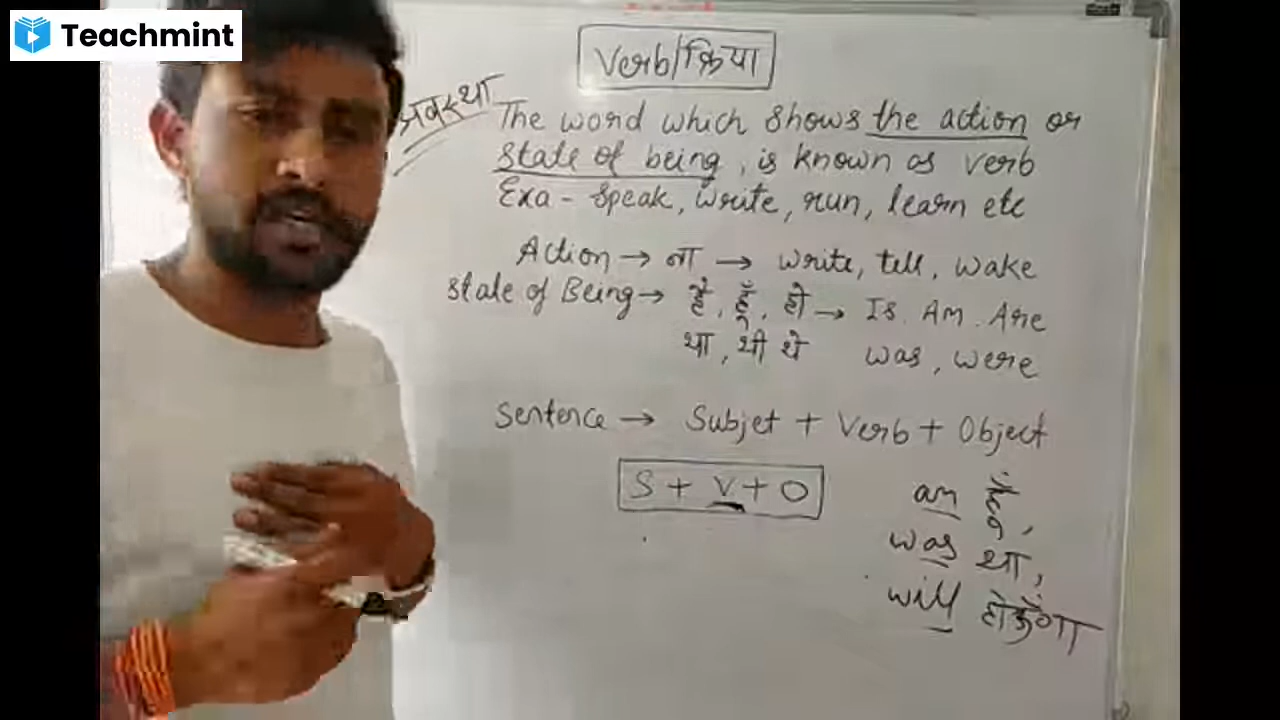 Teachmint
Verb/क्रिया
अवस्था
The word which shows the action or
state of being, is known as verb
Exa - Speak, write, run, learn etc
Action → ना → write, tell, wake
State of Being → है, हूँ, हो → Is. Am. Are
था, थी थे was, were
Sentence → Subjet + Verb + Object
S + V + O
am हूँ,
was था,
will होऊँगा